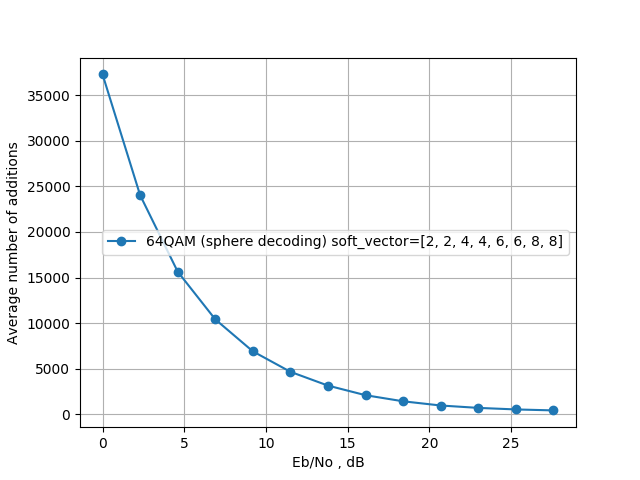 35000
30000
25000
20000
15000
10000
5000
0
Average number of additions
64QAM (sphere decoding) soft_vector=[2, 2, 4, 4, 6, 6, 8, 8]
0 5 10 15 20 25
Eb/No , dB